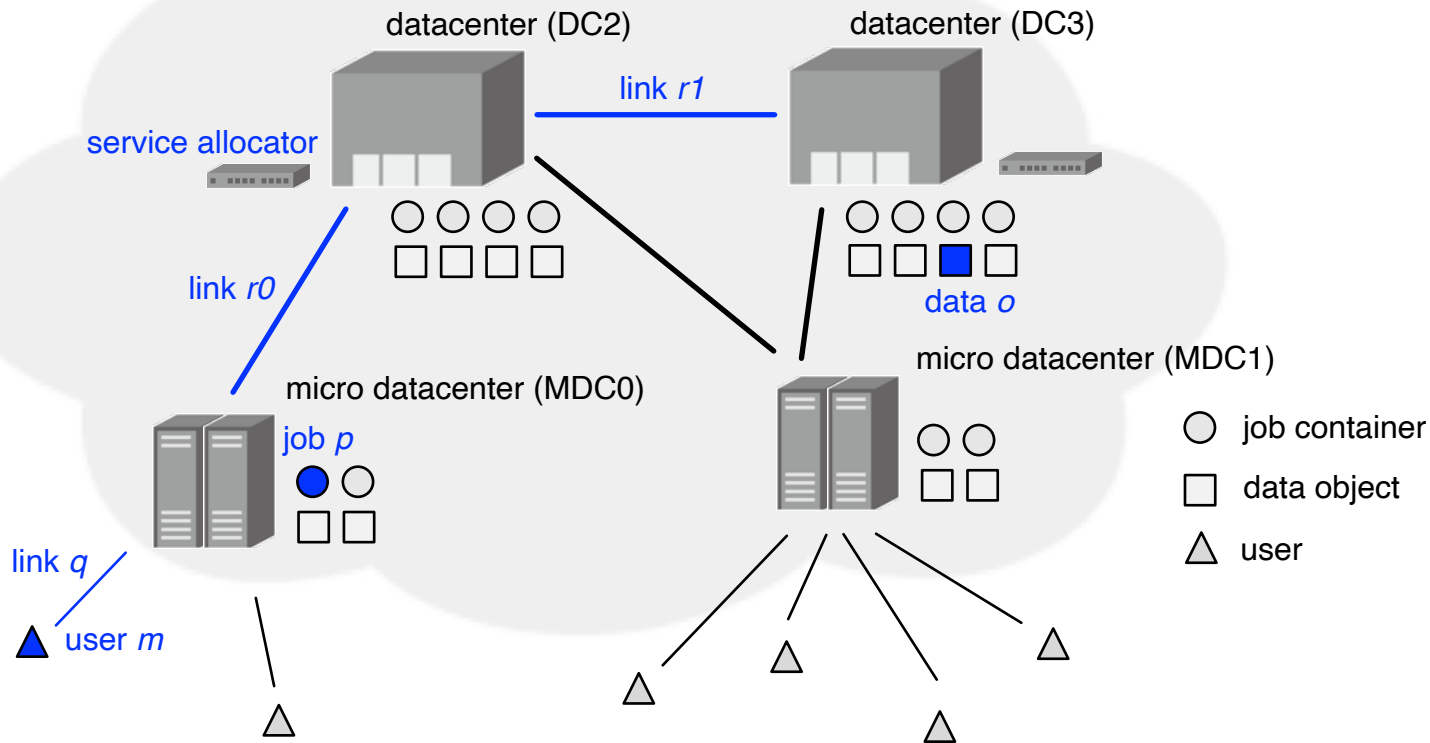 datacenter (DC2)
datacenter (DC3)
link r1
service allocator
link r0
data o
micro datacenter (MDC0)
micro datacenter (MDC1)
job p
job container
data object
link q
user
user m